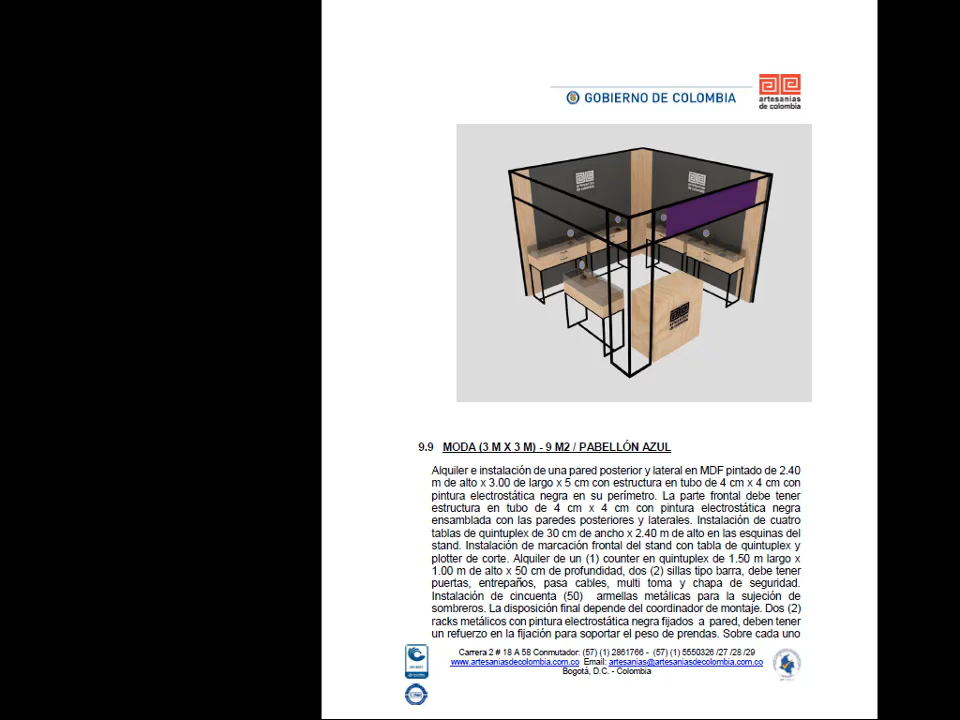 GOBIERNO DE COLOMBIA
artesanías
de colombia
9.9 MODA (3 M X 3 M) - 9 M2 / PABELLÓN AZUL
Alquiler e instalación de una pared posterior y lateral en MDF pintado de 2.40
m de alto x 3.00 de largo x 5 cm con estructura en tubo de 4 cm x 4 cm con
pintura electrostática negra en su perímetro. La parte frontal debe tener
estructura en tubo de 4 cm x 4 cm con pintura electrostática negra
ensamblada con las paredes posteriores y laterales. Instalación de cuatro
tablas de quintuplex de 30 cm de ancho x 2.40 m de alto en las esquinas del
stand. Instalación de marcación frontal del stand con tabla de quintuplex y
plotter de corte. Alquiler de un (1) counter en quintuplex de 1.50 m largo x
1.00 m de alto x 50 cm de profundidad, dos (2) sillas tipo barra, debe tener
puertas, entrepaños, pasa cables, multi toma y chapa de seguridad.
Instalación de cincuenta (50) armellas metálicas para la sujeción de
sombreros. La disposición final depende del coordinador de montaje. Dos (2)
racks metálicos con pintura electrostática negra fijados a pared, deben tener
un refuerzo en la fijación para soportar el peso de prendas. Sobre cada uno
Carrera 2 # 18 A 58 Conmutador: (57) (1) 2861766 - (57) (1) 5550326 /27 /28 /29
www.artesaniasdecolombia.com.co Email: artesanias@artesaniasdecolombia.com.co
Bogotá, D.C. - Colombia